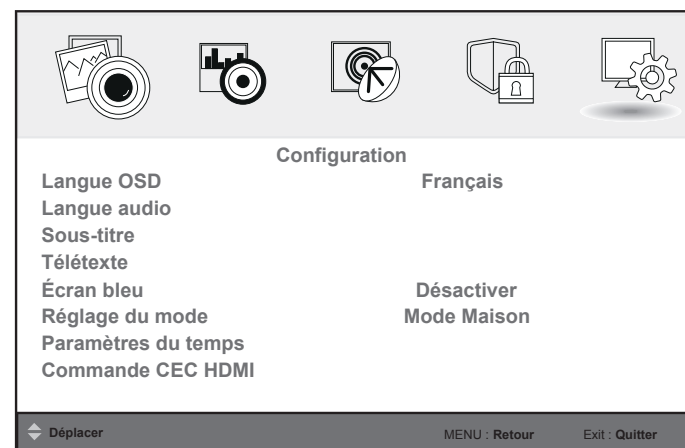 Configuration
Langue OSD Français
Langue audio
Sous-titre
Télétexte
Écran bleu Désactiver
Réglage du mode Mode Maison
Paramètres du temps
Commande CEC HDMI
Déplacer MENU : Retour Exit : Quitter